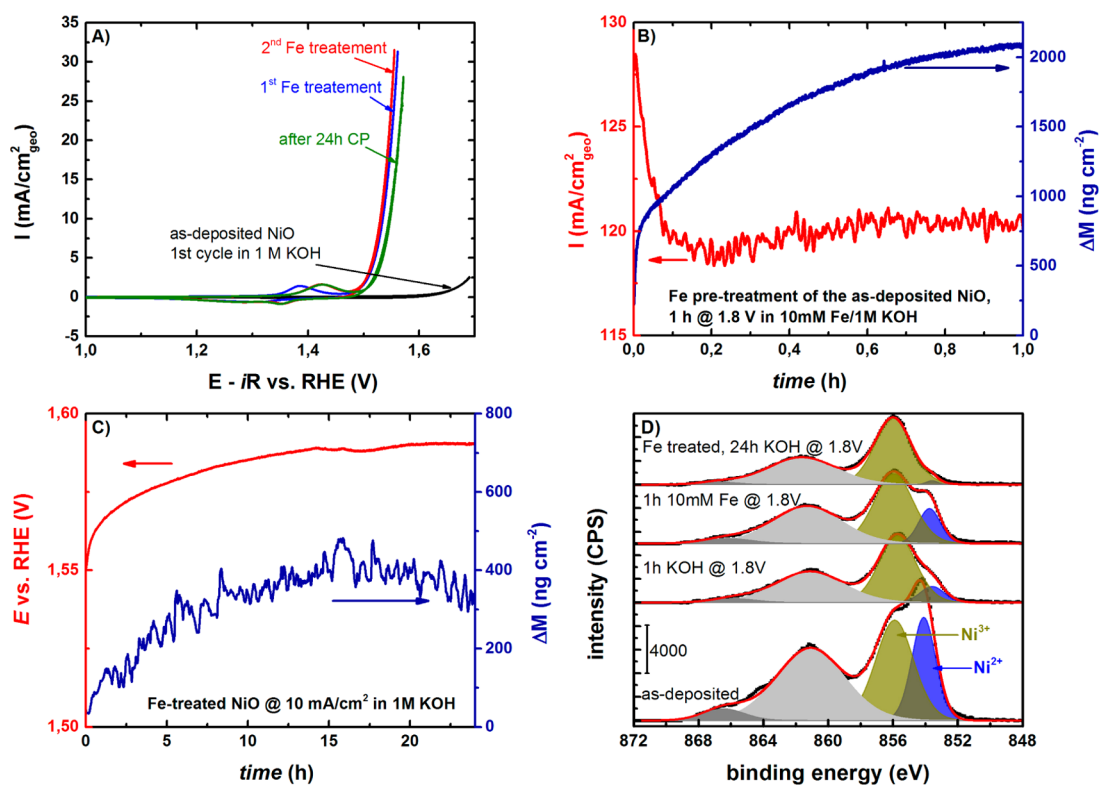 A)
2nd Fe treatement
1st Fe treatement
after 24h CP
as-deposited NiO
1st cycle in 1 M KOH
I (mA/cm²geo)
35
30
25
20
15
10
5
0
-5
1,0
1,2
1,4
1,6
E - iR vs. RHE (V)
B)
I (mA/cm²geo)
130
125
120
115
ΔM (ng cm-2)
2000
1500
1000
500
0
Fe pre-treatment of the as-deposited NiO,
1 h @ 1.8 V in 10mM Fe/1M KOH
0,0
0,2
0,4
0,6
0,8
1,0
time (h)
C)
E vs. RHE (V)
1,60
1,55
1,50
ΔM (ng cm-2)
800
600
400
200
0
Fe-treated NiO @ 10 mA/cm² in 1M KOH
0
5
10
15
20
time (h)
D)
Fe treated, 24h KOH @ 1.8V
1h 10mM Fe @ 1.8V
1h KOH @ 1.8V
4000
Ni3+
Ni2+
as-deposited
intensity (CPS)
872
868
864
860
856
852
848
binding energy (eV)